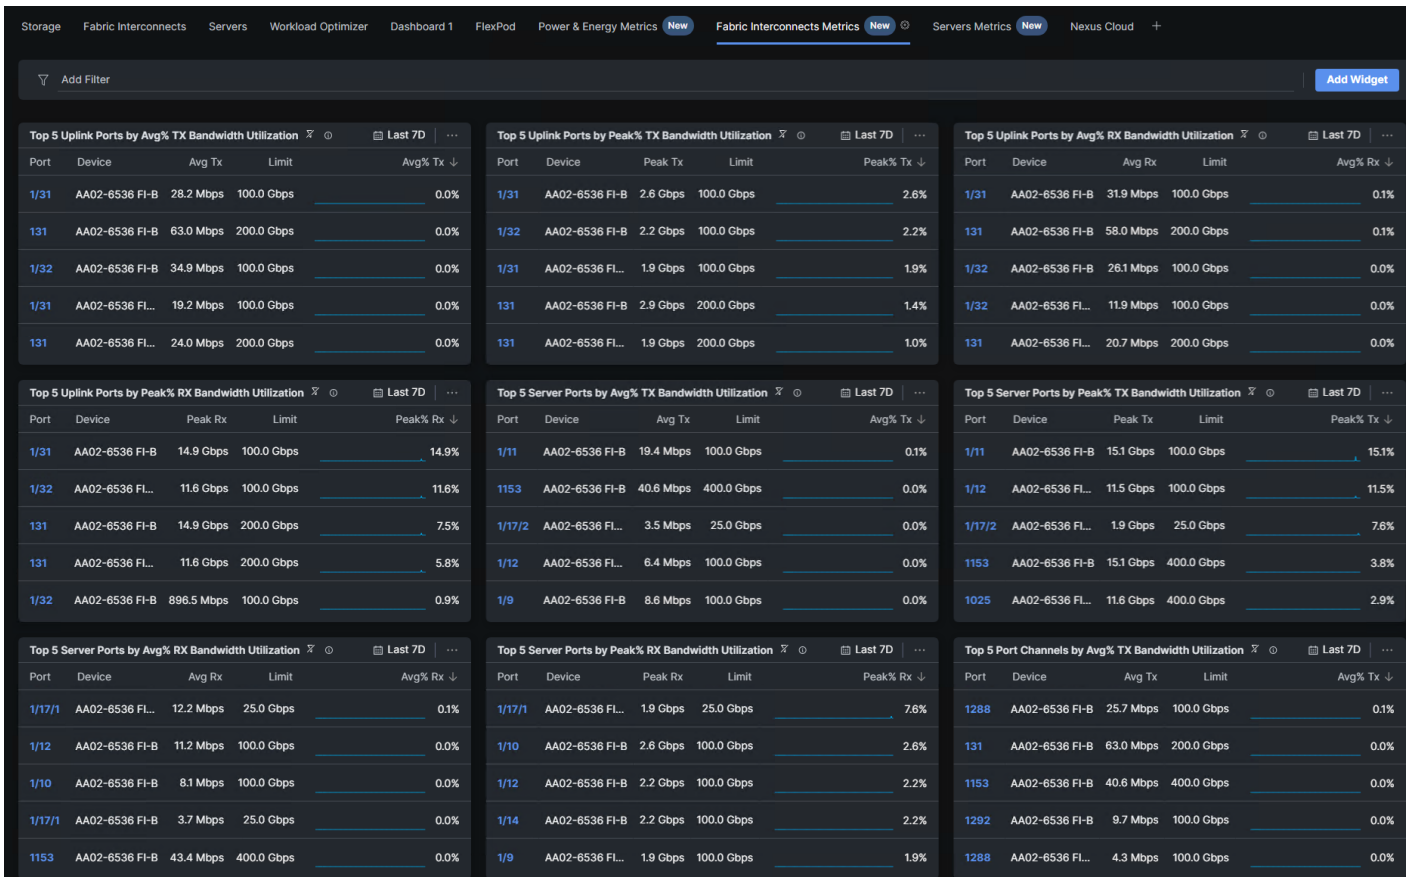 Storage Fabric Interconnects Servers Workload Optimizer Dashboard 1 FlexPod Power & Energy Metrics New Fabric Interconnects Metrics New Servers Metrics New Nexus Cloud +
Add Filter Add Widget
Top 5 Uplink Ports by Avg% TX Bandwidth Utilization Last 7D
Port Device Avg Tx Limit Avg% Tx ↓
1/31 AA02-6536 FI-B 28.2 Mbps 100.0 Gbps 0.0%
131 AA02-6536 FI-B 63.0 Mbps 200.0 Gbps 0.0%
1/32 AA02-6536 FI-B 34.9 Mbps 100.0 Gbps 0.0%
1/31 AA02-6536 FI... 19.2 Mbps 100.0 Gbps 0.0%
131 AA02-6536 FI... 24.0 Mbps 200.0 Gbps 0.0%
Top 5 Uplink Ports by Peak% TX Bandwidth Utilization Last 7D
Port Device Peak Tx Limit Peak% Tx ↓
1/31 AA02-6536 FI-B 2.6 Gbps 100.0 Gbps 2.6%
1/32 AA02-6536 FI-B 2.2 Gbps 100.0 Gbps 2.2%
1/31 AA02-6536 FI... 1.9 Gbps 100.0 Gbps 1.9%
131 AA02-6536 FI-B 2.9 Gbps 200.0 Gbps 1.4%
131 AA02-6536 FI... 1.9 Gbps 200.0 Gbps 1.0%
Top 5 Uplink Ports by Avg% RX Bandwidth Utilization Last 7D
Port Device Avg Rx Limit Avg% Rx ↓
1/31 AA02-6536 FI-B 31.9 Mbps 100.0 Gbps 0.1%
131 AA02-6536 FI-B 58.0 Mbps 200.0 Gbps 0.1%
1/32 AA02-6536 FI-B 26.1 Mbps 100.0 Gbps 0.0%
1/32 AA02-6536 FI... 11.9 Mbps 100.0 Gbps 0.0%
131 AA02-6536 FI... 20.7 Mbps 200.0 Gbps 0.0%
Top 5 Uplink Ports by Peak% RX Bandwidth Utilization Last 7D
Port Device Peak Rx Limit Peak% Rx ↓
1/31 AA02-6536 FI-B 14.9 Gbps 100.0 Gbps 14.9%
1/32 AA02-6536 FI... 11.6 Gbps 100.0 Gbps 11.6%
131 AA02-6536 FI-B 14.9 Gbps 200.0 Gbps 7.5%
131 AA02-6536 FI... 11.6 Gbps 200.0 Gbps 5.8%
1/32 AA02-6536 FI-B 896.5 Mbps 100.0 Gbps 0.9%
Top 5 Server Ports by Avg% TX Bandwidth Utilization Last 7D
Port Device Avg Tx Limit Avg% Tx ↓
1/11 AA02-6536 FI-B 19.4 Mbps 100.0 Gbps 0.1%
1153 AA02-6536 FI-B 40.6 Mbps 400.0 Gbps 0.0%
1/17/2 AA02-6536 FI... 3.5 Mbps 25.0 Gbps 0.0%
1/12 AA02-6536 FI... 6.4 Mbps 100.0 Gbps 0.0%
1/9 AA02-6536 FI-B 8.6 Mbps 100.0 Gbps 0.0%
Top 5 Server Ports by Peak% TX Bandwidth Utilization Last 7D
Port Device Peak Tx Limit Peak% Tx ↓
1/11 AA02-6536 FI-B 15.1 Gbps 100.0 Gbps 15.1%
1/12 AA02-6536 FI... 11.5 Gbps 100.0 Gbps 11.5%
1/17/2 AA02-6536 FI... 1.9 Gbps 25.0 Gbps 7.6%
1153 AA02-6536 FI-B 15.1 Gbps 400.0 Gbps 3.8%
1025 AA02-6536 FI... 11.6 Gbps 400.0 Gbps 2.9%
Top 5 Server Ports by Avg% RX Bandwidth Utilization Last 7D
Port Device Avg Rx Limit Avg% Rx ↓
1/17/1 AA02-6536 FI... 12.2 Mbps 25.0 Gbps 0.1%
1/12 AA02-6536 FI-B 11.2 Mbps 100.0 Gbps 0.0%
1/10 AA02-6536 FI-B 8.1 Mbps 100.0 Gbps 0.0%
1/17/1 AA02-6536 FI-B 3.7 Mbps 25.0 Gbps 0.0%
1153 AA02-6536 FI-B 43.4 Mbps 400.0 Gbps 0.0%
Top 5 Server Ports by Peak% RX Bandwidth Utilization Last 7D
Port Device Peak Rx Limit Peak% Rx ↓
1/17/1 AA02-6536 FI... 1.9 Gbps 25.0 Gbps 7.6%
1/10 AA02-6536 FI-B 2.6 Gbps 100.0 Gbps 2.6%
1/12 AA02-6536 FI-B 2.2 Gbps 100.0 Gbps 2.2%
1/14 AA02-6536 FI-B 2.2 Gbps 100.0 Gbps 2.2%
1/9 AA02-6536 FI... 1.9 Gbps 100.0 Gbps 1.9%
Top 5 Port Channels by Avg% TX Bandwidth Utilization Last 7D
Port Device Avg Tx Limit Avg% Tx ↓
1288 AA02-6536 FI-B 25.7 Mbps 100.0 Gbps 0.1%
131 AA02-6536 FI-B 63.0 Mbps 200.0 Gbps 0.0%
1153 AA02-6536 FI-B 40.6 Mbps 400.0 Gbps 0.0%
1292 AA02-6536 FI-B 9.7 Mbps 100.0 Gbps 0.0%
1288 AA02-6536 FI... 4.3 Mbps 100.0 Gbps 0.0%